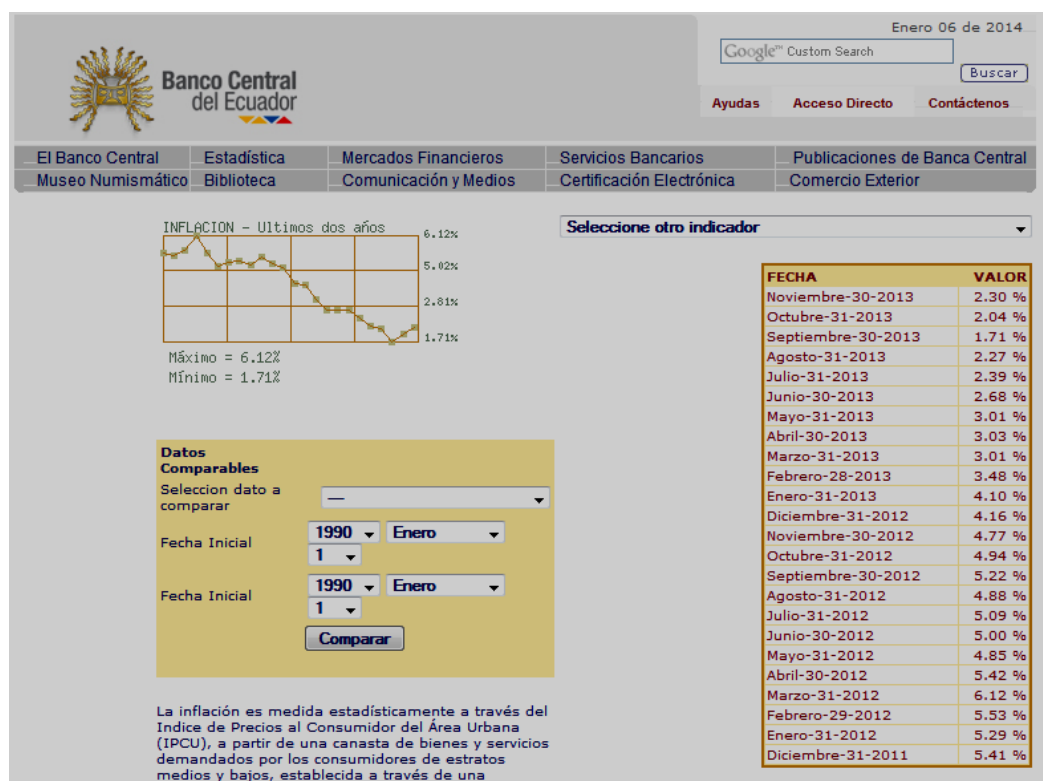 Enero 06 de 2014
Google™ Custom Search
Buscar
Banco Central
del Ecuador
Ayudas Acceso Directo Contáctenos
El Banco Central Estadística Mercados Financieros Servicios Bancarios Publicaciones de Banca Central
Museo Numismático Biblioteca Comunicación y Medios Certificación Electrónica Comercio Exterior
INFLACION - Ultimos dos años
6.12%
5.02%
2.81%
1.71%
Máximo = 6.12%
Mínimo = 1.71%
Seleccione otro indicador
FECHA VALOR
Noviembre-30-2013 2.30 %
Octubre-31-2013 2.04 %
Septiembre-30-2013 1.71 %
Agosto-31-2013 2.27 %
Julio-31-2013 2.39 %
Junio-30-2013 2.68 %
Mayo-31-2013 3.01 %
Abril-30-2013 3.03 %
Marzo-31-2013 3.01 %
Febrero-28-2013 3.48 %
Enero-31-2013 4.10 %
Diciembre-31-2012 4.16 %
Noviembre-30-2012 4.77 %
Octubre-31-2012 4.94 %
Septiembre-30-2012 5.22 %
Agosto-31-2012 4.88 %
Julio-31-2012 5.09 %
Junio-30-2012 5.00 %
Mayo-31-2012 4.85 %
Abril-30-2012 5.42 %
Marzo-31-2012 6.12 %
Febrero-29-2012 5.53 %
Enero-31-2012 5.29 %
Diciembre-31-2011 5.41 %
Datos
Comparables
Seleccion dato a
comparar
—
Fecha Inicial
1990 Enero
1
Fecha Inicial
1990 Enero
1
Comparar
La inflación es medida estadísticamente a través del
Indice de Precios al Consumidor del Área Urbana
(IPCU), a partir de una canasta de bienes y servicios
demandados por los consumidores de estratos
medios y bajos, establecida a través de una